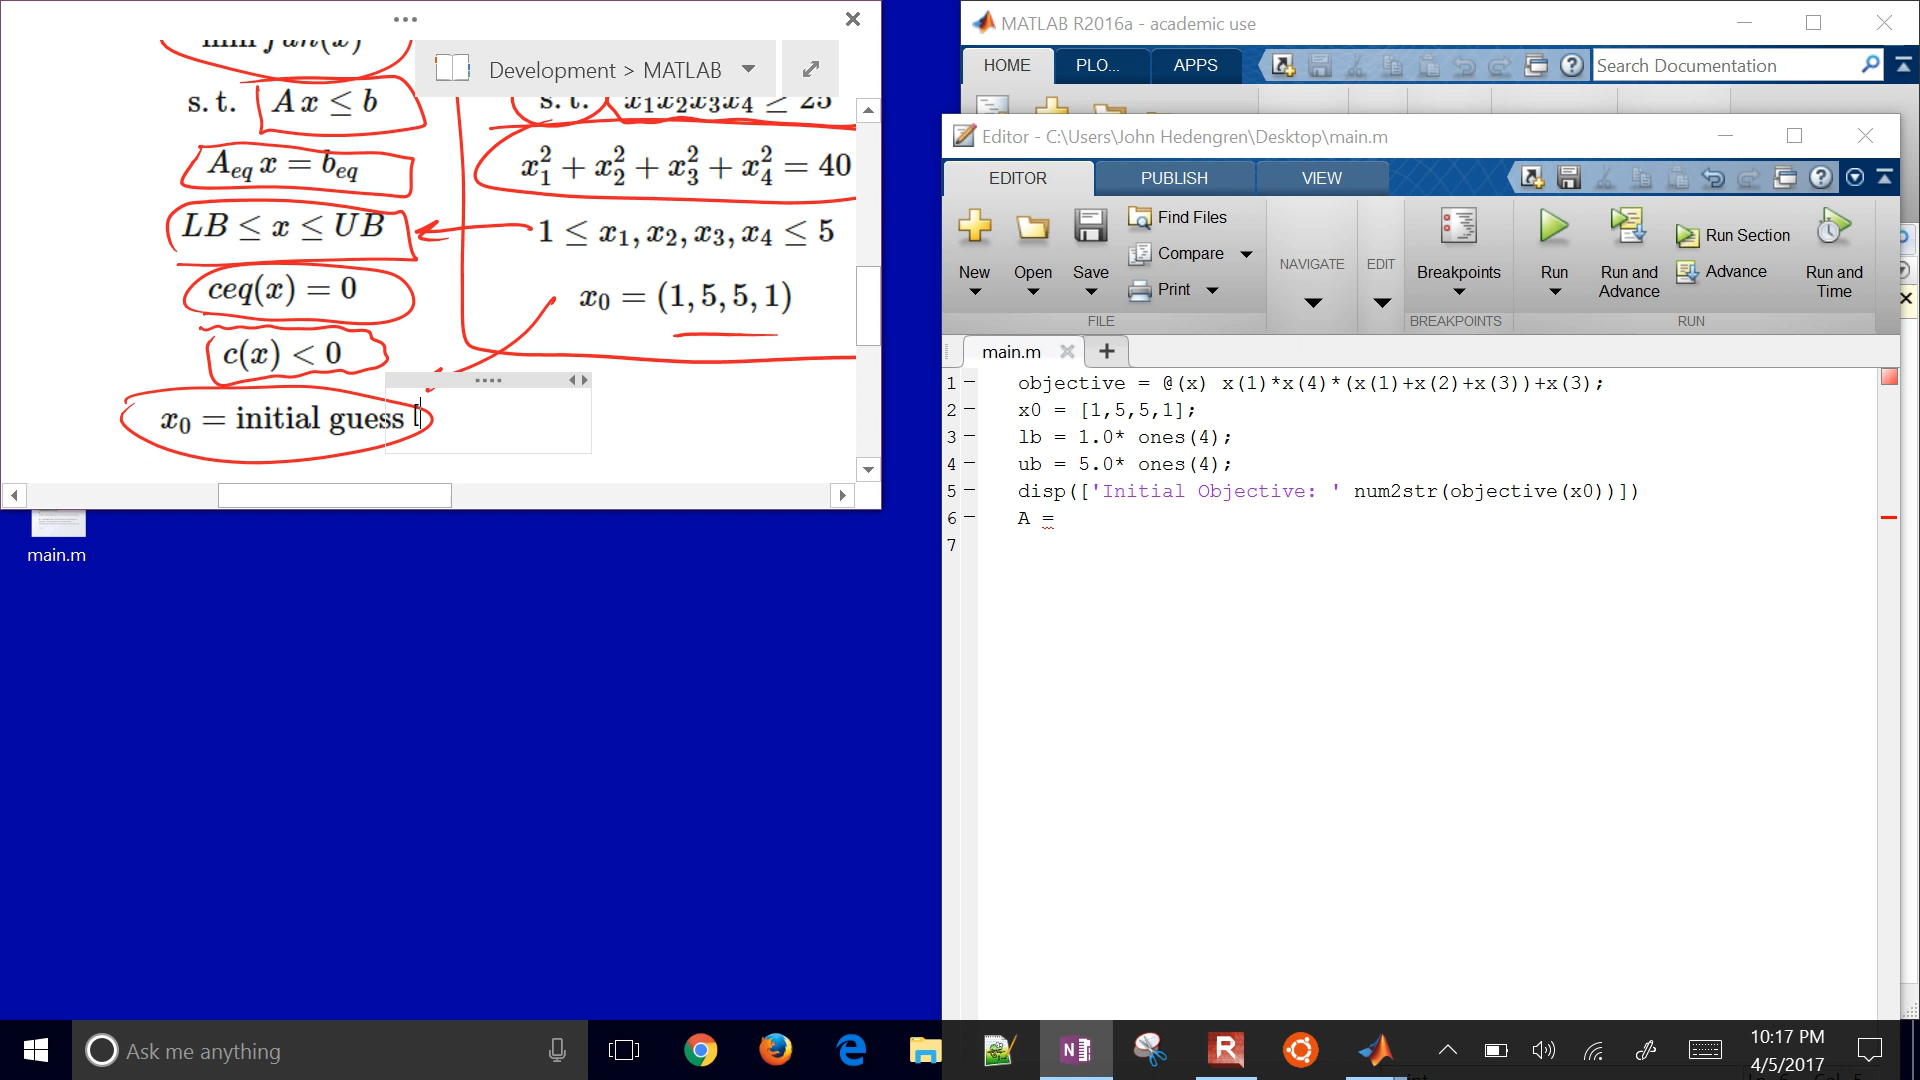 min fun(x)
Development > MATLAB
s. t. A x ≤ b
s. t. x₁x₂x₃x₄ ≥ 25
A_eq x = b_eq
x₁² + x₂² + x₃² + x₄² = 40
LB ≤ x ≤ UB
1 ≤ x₁, x₂, x₃, x₄ ≤ 5
ceq(x) = 0
x₀ = (1, 5, 5, 1)
c(x) < 0
x₀ = initial guess [
main.m
MATLAB R2016a - academic use
HOME PLO... APPS Search Documentation
Editor - C:\Users\John Hedengren\Desktop\main.m
EDITOR PUBLISH VIEW
New Open Save
Find Files
Compare
Print
FILE
NAVIGATE
EDIT
Breakpoints
BREAKPOINTS
Run
Run and Advance
Run Section
Advance
Run and Time
RUN
main.m
1 objective = @(x) x(1)*x(4)*(x(1)+x(2)+x(3))+x(3);
2 x0 = [1,5,5,1];
3 lb = 1.0* ones(4);
4 ub = 5.0* ones(4);
5 disp(['Initial Objective: ' num2str(objective(x0))])
6 A =
7
Ask me anything
10:17 PM
4/5/2017